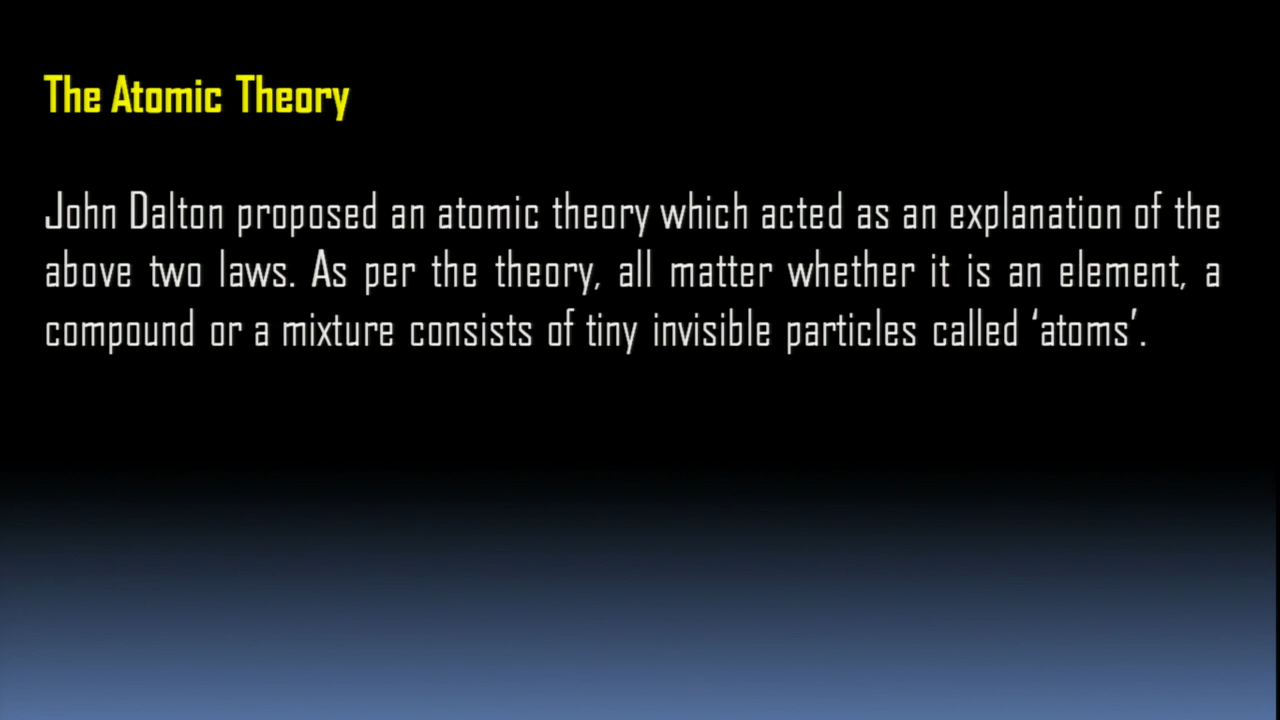 The Atomic Theory
John Dalton proposed an atomic theory which acted as an explanation of the
above two laws. As per the theory, all matter whether it is an element, a
compound or a mixture consists of tiny invisible particles called ‘atoms’.